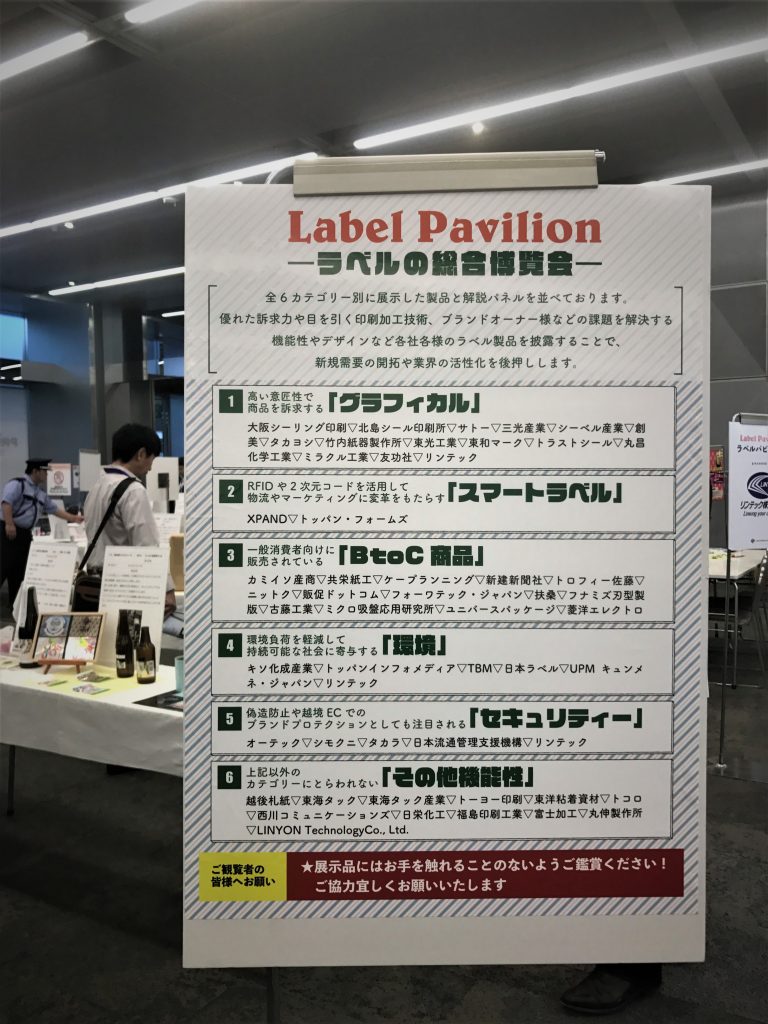 Label Pavilion
―ラベルの総合博覧会―
全6カテゴリー別に展示した製品と解説パネルを並べております。
優れた訴求力や目を引く印刷加工技術、ブランドオーナー様などの課題を解決する
機能性やデザインなど各社各様のラベル製品を披露することで、
新規需要の開拓や業界の活性化を後押しします。
1 高い意匠性で
商品を訴求する「グラフィカル」
大阪シーリング印刷▽北島シール印刷所▽サトー▽三光産業▽シーベル産業▽創
美▽タカヨシ▽竹内紙器製作所▽東光工業▽東和マーク▽トラストシール▽丸昌
化学工業▽ミラクル工業▽友功社▽リンテック
2 RFIDや2次元コードを活用して
物流やマーケティングに変革をもたらす「スマートラベル」
XPAND▽トッパン・フォームズ
3 一般消費者向けに
販売されている「BtoC商品」
カミイソ産商▽共栄紙工▽ケープランニング▽新建新聞社▽トロフィー佐藤▽
ニットク▽販促ドットコム▽フォーワテック・ジャパン▽扶桑▽フナミズ刃型製
版▽古藤工業▽ミクロ吸盤応用研究所▽ユニバースパッケージ▽菱洋エレクトロ
4 環境負荷を軽減して
持続可能な社会に寄与する「環境」
キソ化成産業▽トッパンインフォメディア▽TBM▽日本ラベル▽UPM キュンメ
ネ・ジャパン▽リンテック
5 偽造防止や越境ECでの
ブランドプロテクションとしても注目される「セキュリティー」
オーテック▽シモクニ▽タカラ▽日本流通管理支援機構▽リンテック
6 上記以外の
カテゴリーにとらわれない「その他機能性」
越後札紙▽東海タック▽東海タック産業▽トーヨー印刷▽東洋粘着資材▽トコロ
▽西川コミュニケーションズ▽日栄化工▽福島印刷工業▽富士加工▽丸伸製作所
▽LINYON TechnologyCo., Ltd.
ご観覧者の
皆様へお願い
★展示品にはお手を触れることのないようご鑑賞ください！
ご協力宜しくお願いいたします
Label Pav
ラベルパビ
リンテック株